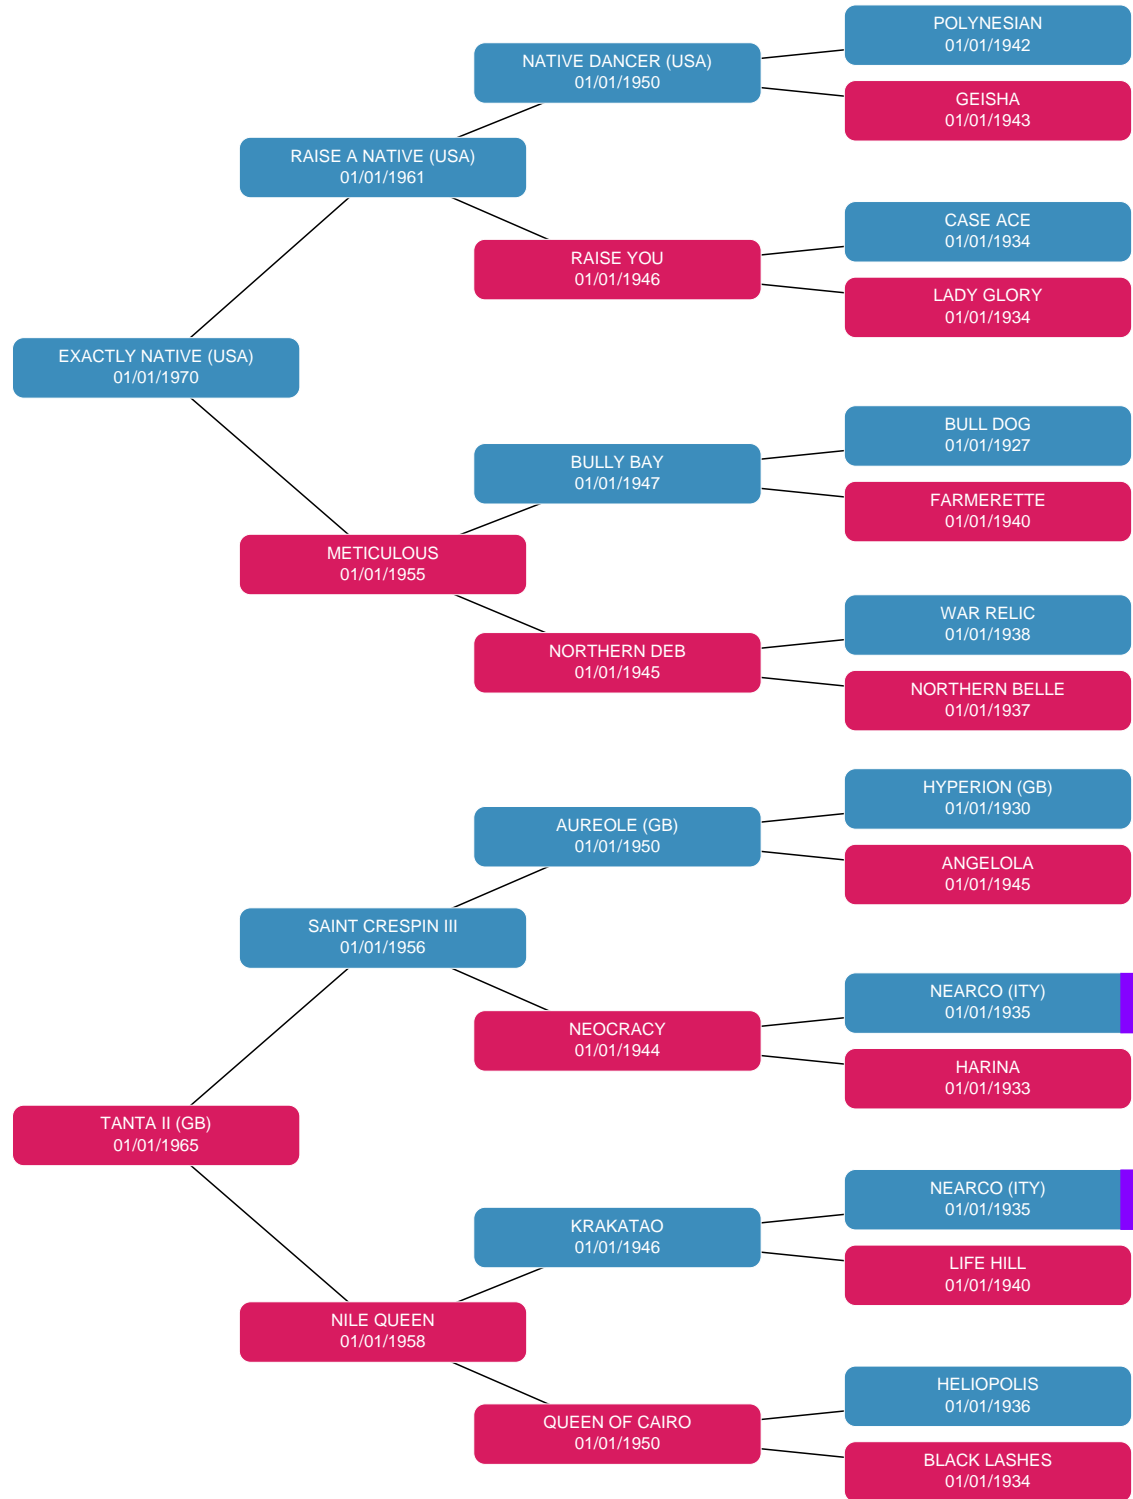 POLYNESIAN
01/01/1942
NATIVE DANCER (USA)
01/01/1950
GEISHA
01/01/1943
RAISE A NATIVE (USA)
01/01/1961
CASE ACE
01/01/1934
RAISE YOU
01/01/1946
LADY GLORY
01/01/1934
EXACTLY NATIVE (USA)
01/01/1970
BULL DOG
01/01/1927
BULLY BAY
01/01/1947
FARMERETTE
01/01/1940
METICULOUS
01/01/1955
WAR RELIC
01/01/1938
NORTHERN DEB
01/01/1945
NORTHERN BELLE
01/01/1937
HYPERION (GB)
01/01/1930
AUREOLE (GB)
01/01/1950
ANGELOLA
01/01/1945
SAINT CRESPIN III
01/01/1956
NEARCO (ITY)
01/01/1935
NEOCRACY
01/01/1944
HARINA
01/01/1933
TANTA II (GB)
01/01/1965
NEARCO (ITY)
01/01/1935
KRAKATAO
01/01/1946
LIFE HILL
01/01/1940
NILE QUEEN
01/01/1958
HELIOPOLIS
01/01/1936
QUEEN OF CAIRO
01/01/1950
BLACK LASHES
01/01/1934